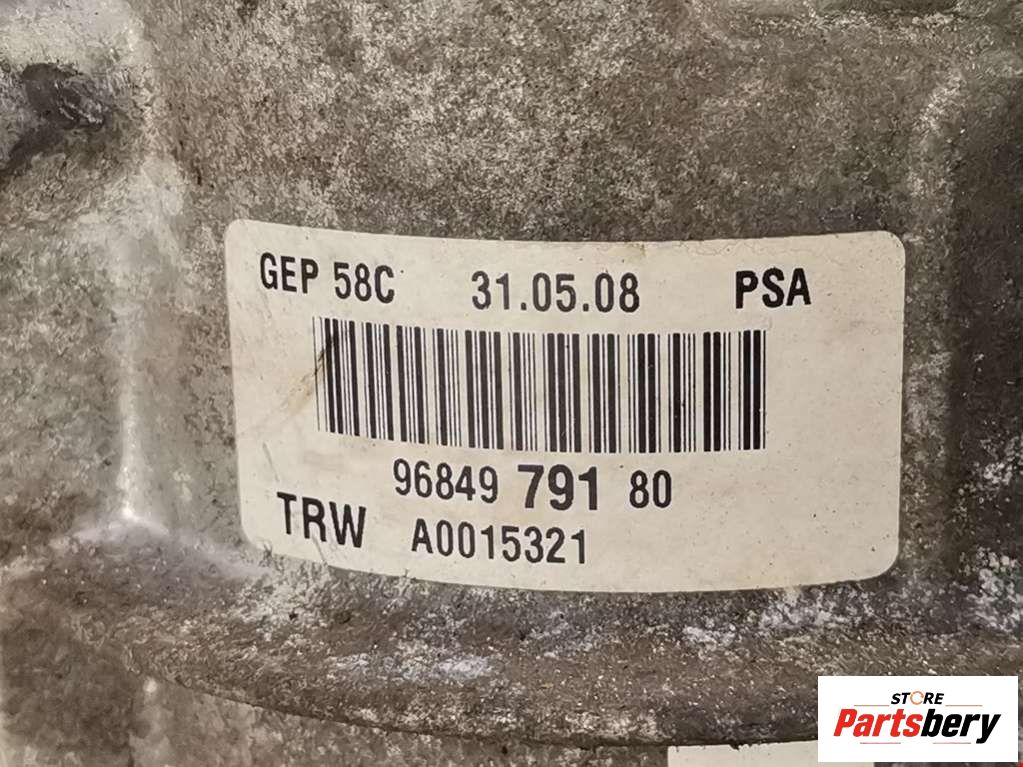 GEP 58C 31.05.08 PSA
96849 791 80
TRW A0015321
STORE
Partsbery